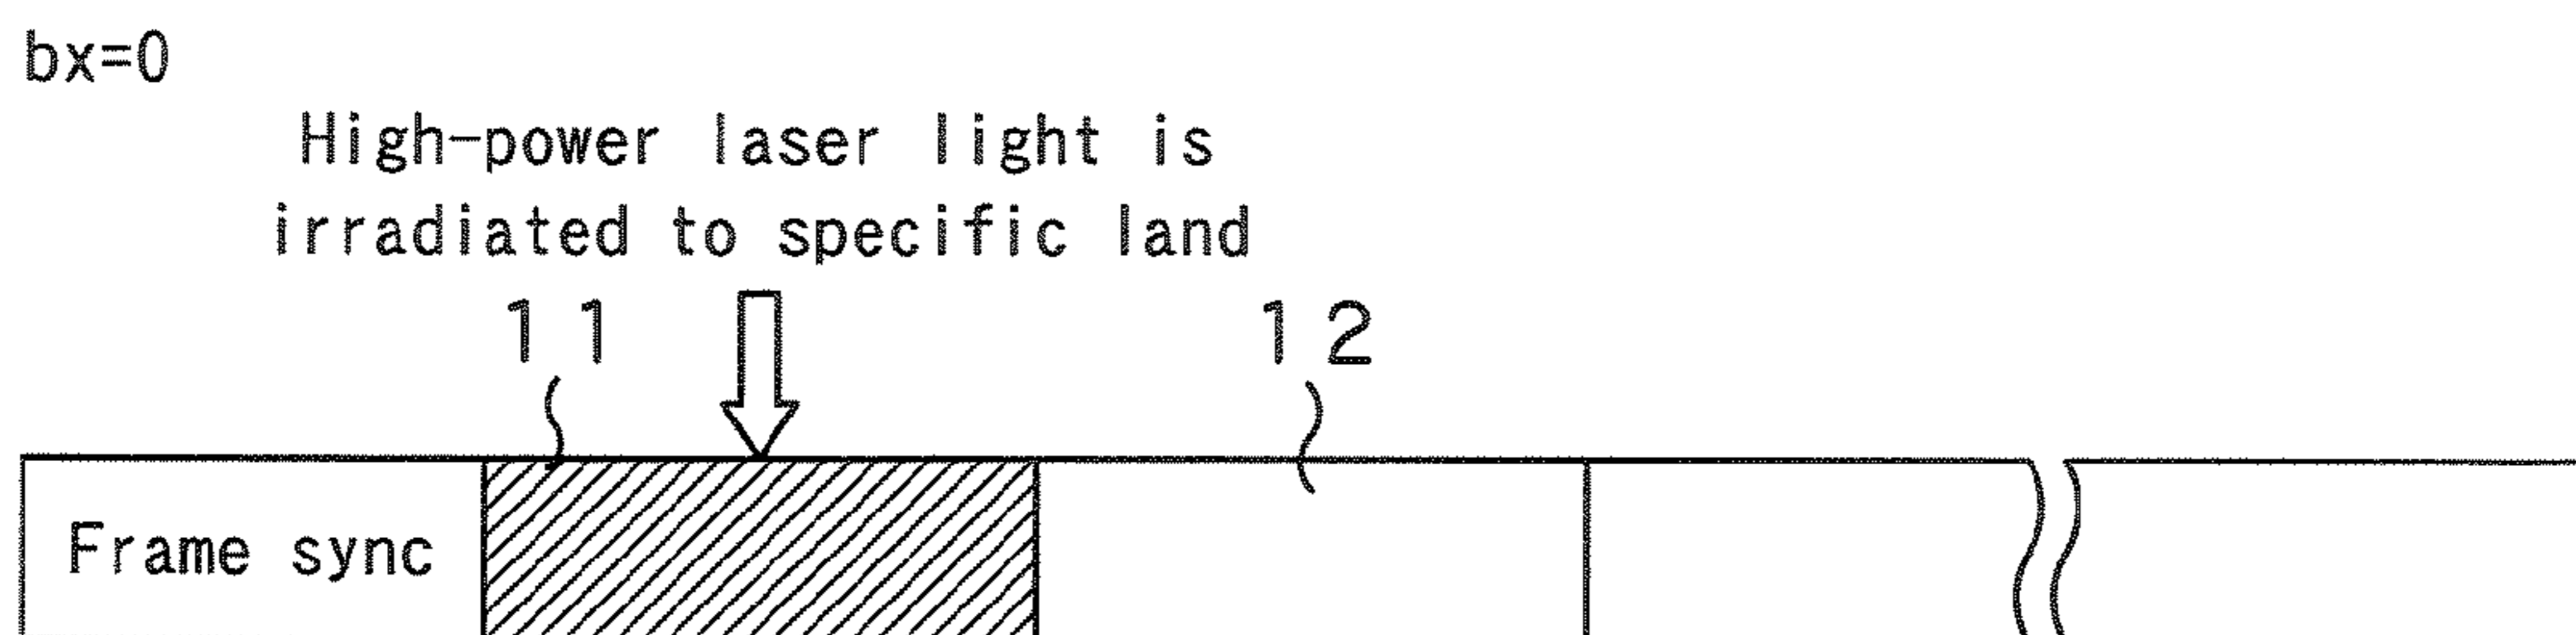 bx=0
High-power laser light is
irradiated to specific land
11
12
Frame sync